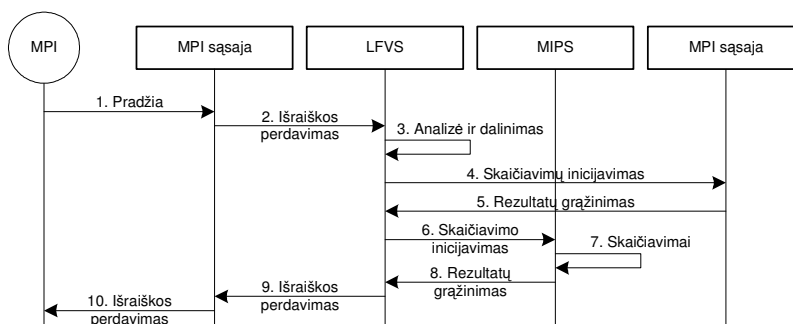 MPI
MPI sąsaja
LFVS
MIPS
MPI sąsaja
1. Pradžia
2. Išraiškos
perdavimas
3. Analizė ir dalinimas
4. Skaičiavimų inicijavimas
5. Rezultatų grąžinimas
6. Skaičiavimo
inicijavimas
7. Skaičiavimai
8. Rezultatų
grąžinimas
9. Išraiškos
perdavimas
10. Išraiškos
perdavimas